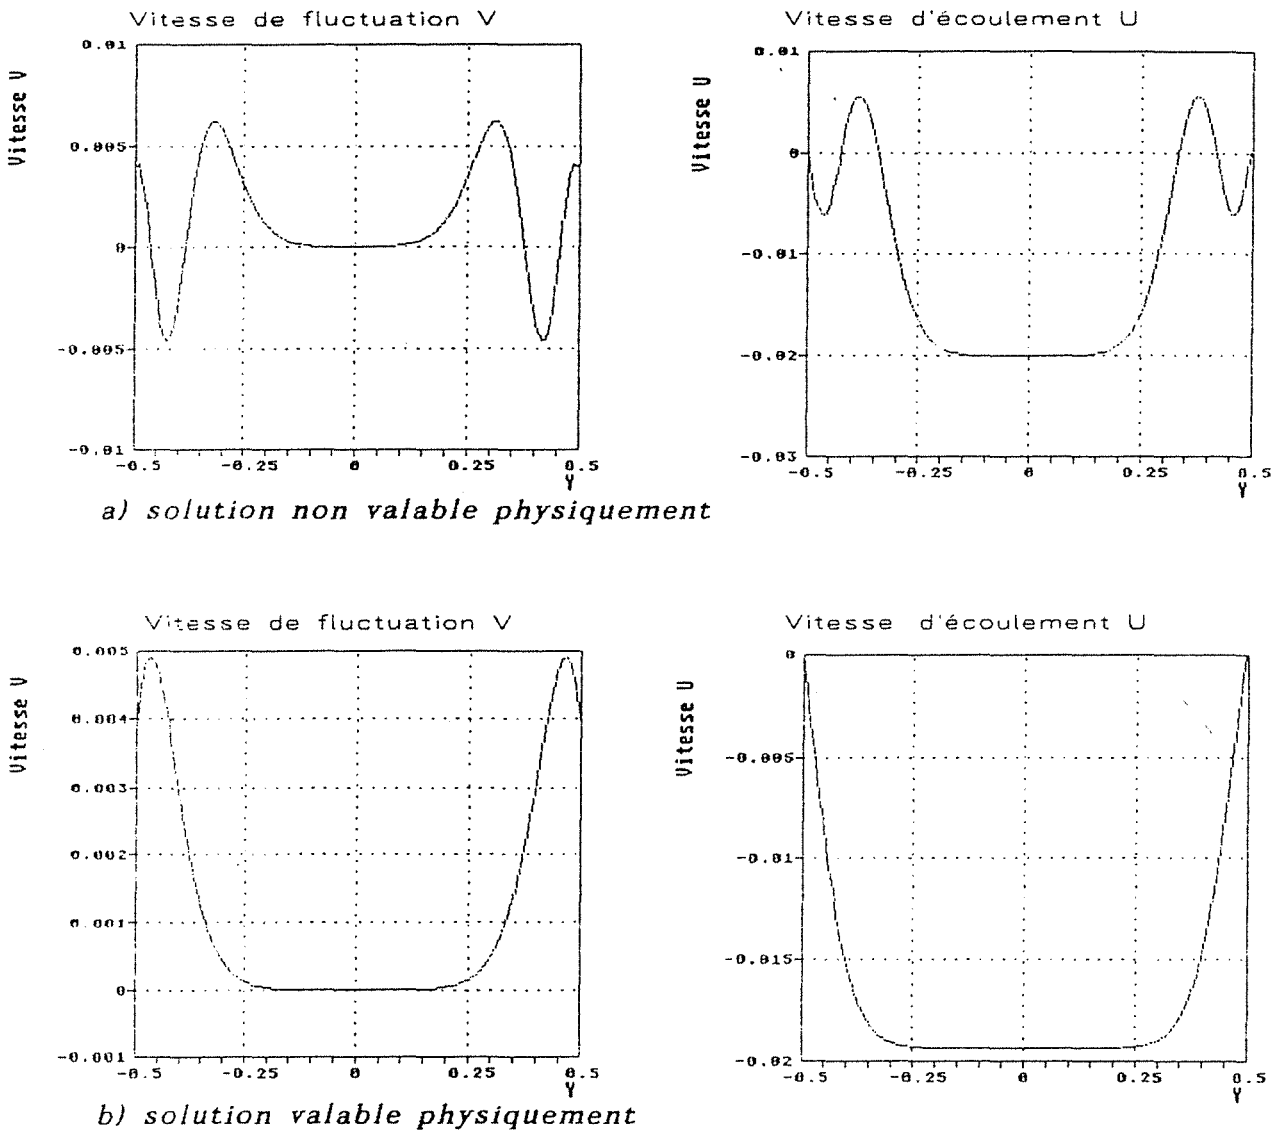 Vitesse de fluctuation V
Vitesse V
0.01
0.005
0
-0.005
-0.01
-0.5 -0.25 0 0.25 0.5
Y
Vitesse d'écoulement U
Vitesse U
0.01
0
-0.01
-0.02
-0.03
-0.5 -0.25 0 0.25 0.5
Y
a) solution non valable physiquement
Vitesse de fluctuation V
Vitesse V
0.005
0.004
0.003
0.002
0.001
0
-0.001
-0.5 -0.25 0 0.25 0.5
Y
Vitesse d'écoulement U
Vitesse U
0
-0.005
-0.01
-0.015
-0.02
-0.5 -0.25 0 0.25 0.5
Y
b) solution valable physiquement